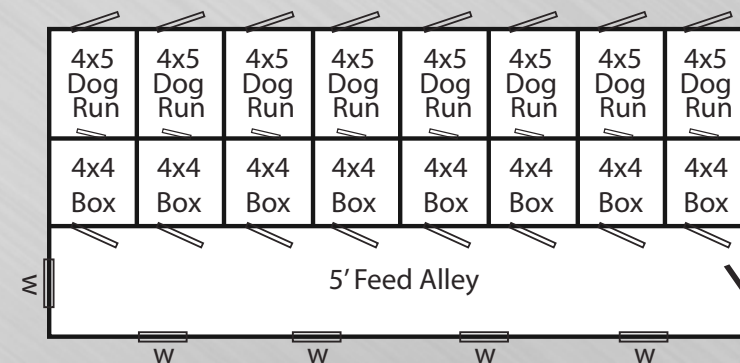 4x5 4x5 4x5 4x5 4x5 4x5 4x5 4x5
Dog Dog Dog Dog Dog Dog Dog Dog
Run Run Run Run Run Run Run Run
4x4 4x4 4x4 4x4 4x4 4x4 4x4 4x4
Box Box Box Box Box Box Box Box
W
5' Feed Alley
W W W W